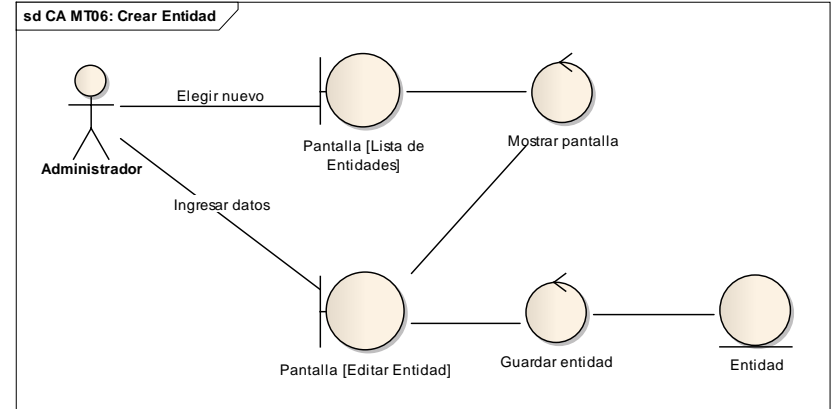 sd CA MT06: Crear Entidad
Elegir nuevo
Pantalla [Lista de
Entidades]
Mostrar pantalla
Administrador
Ingresar datos
Pantalla [Editar Entidad]
Guardar entidad
Entidad